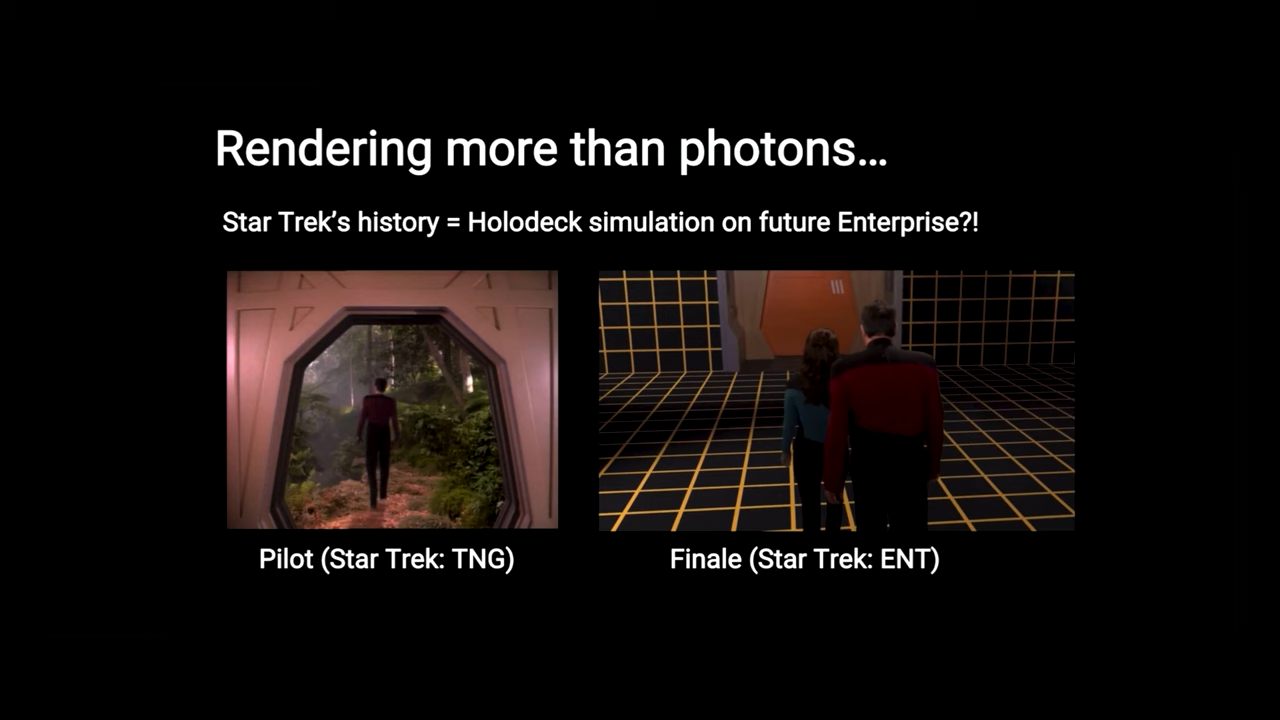 Rendering more than photons...
Star Trek’s history = Holodeck simulation on future Enterprise?!
Pilot (Star Trek: TNG)
Finale (Star Trek: ENT)